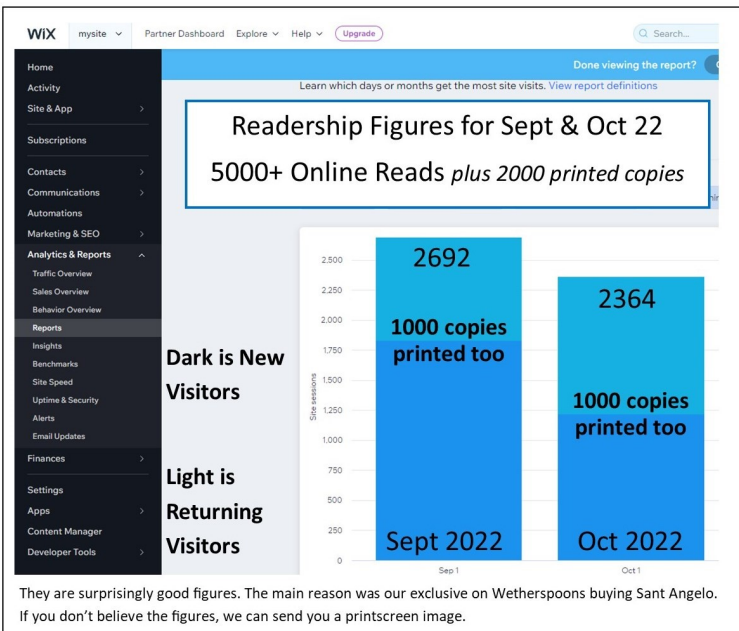 WiX mysite Partner Dashboard Explore Help Upgrade Search...
Done viewing the report?
Learn which days or months get the most site visits. View report definitions
Home
Activity
Site & App
Subscriptions
Contacts
Communications
Automations
Marketing & SEO
Analytics & Reports
Traffic Overview
Sales Overview
Behavior Overview
Reports
Insights
Benchmarks
Site Speed
Uptime & Security
Alerts
Email Updates
Finances
Settings
Apps
Content Manager
Developer Tools
Readership Figures for Sept & Oct 22
5000+ Online Reads plus 2000 printed copies
Dark is New
Visitors
Light is
Returning
Visitors
Site sessions
2,500
2,250
2,000
1,750
1,500
1,250
1,000
750
500
250
0
2692
1000 copies
printed too
Sept 2022
Sep 1
2364
1000 copies
printed too
Oct 2022
Oct 1
They are surprisingly good figures. The main reason was our exclusive on Wetherspoons buying Sant Angelo.
If you don't believe the figures, we can send you a printscreen image.